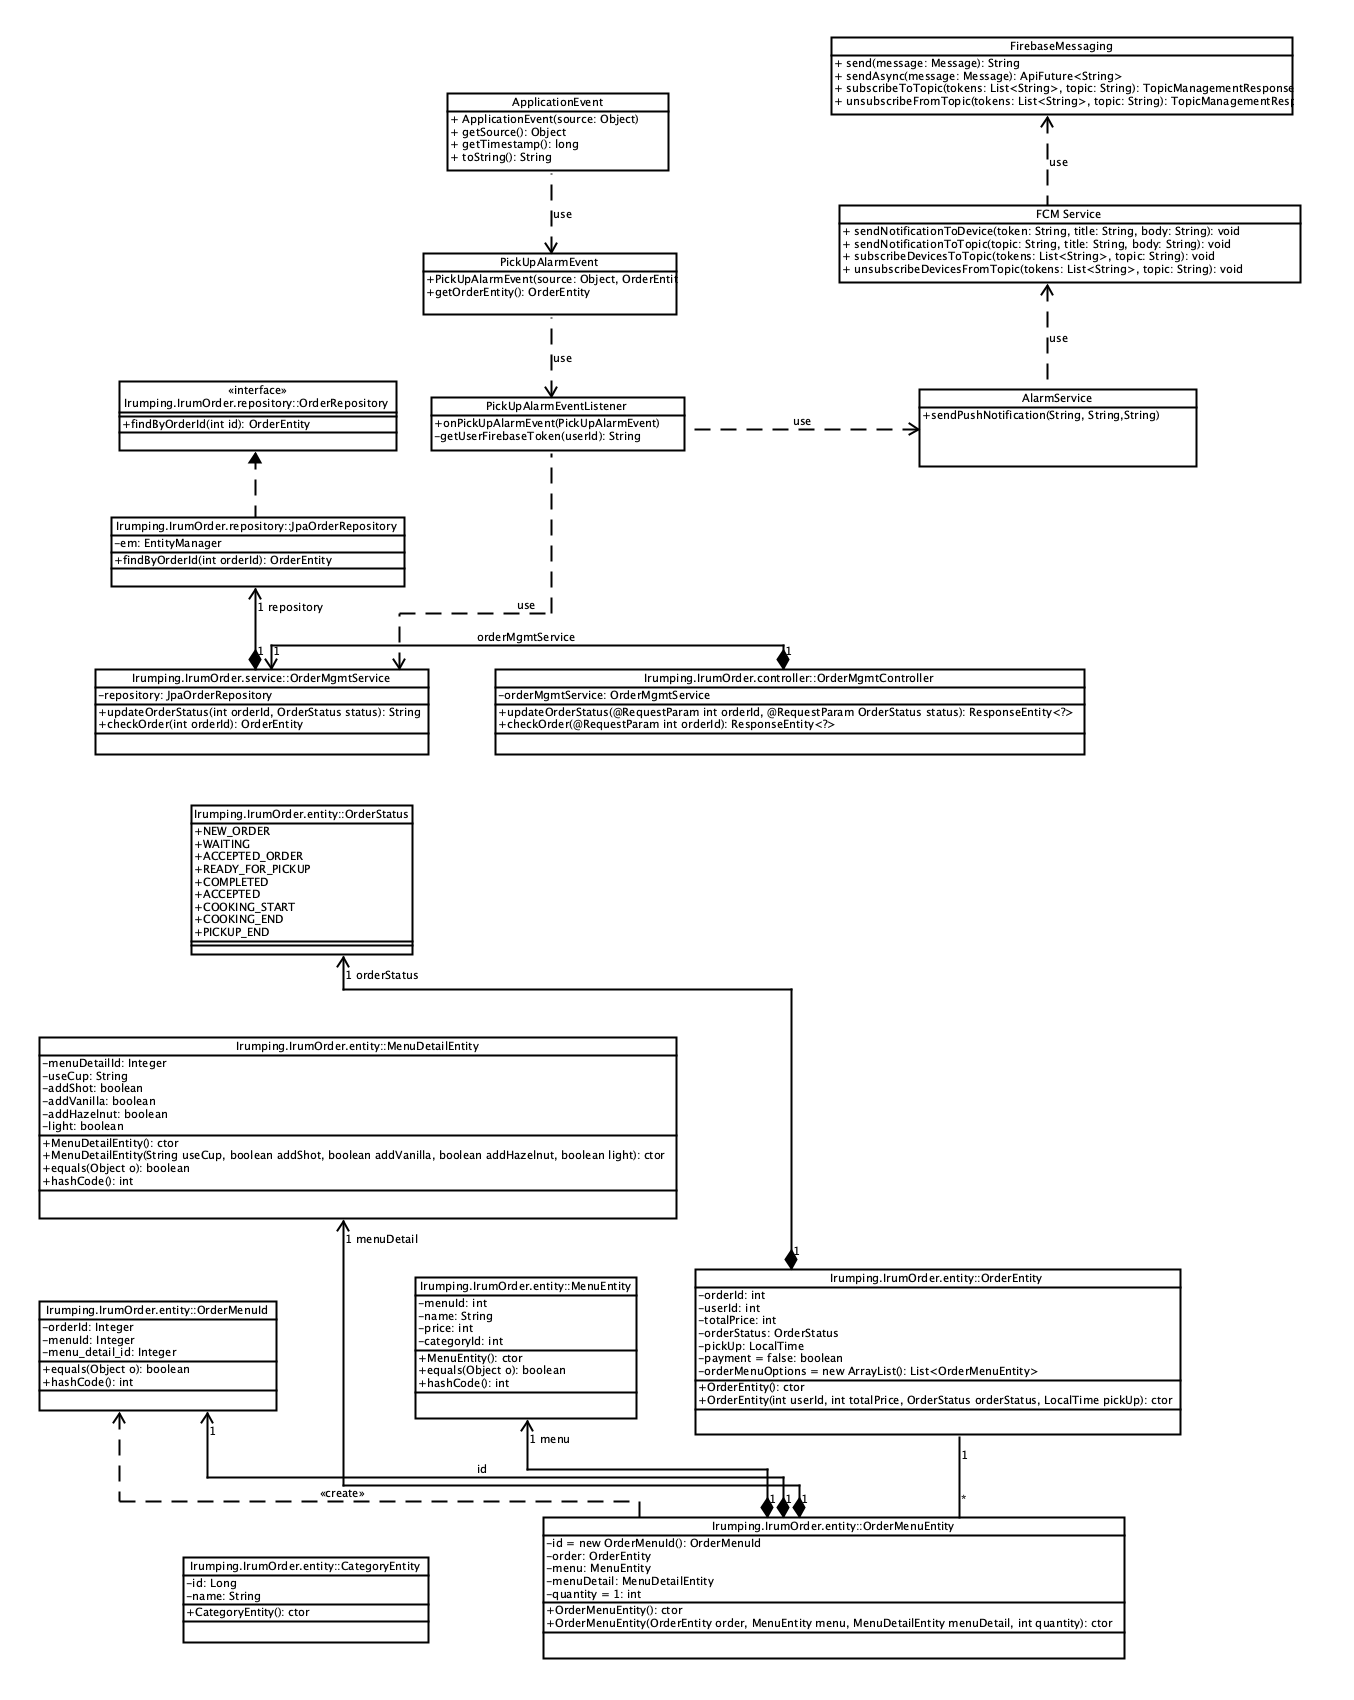 FirebaseMessaging
+ send(message: Message): String
+ sendAsync(message: Message): ApiFuture<String>
+ subscribeToTopic(tokens: List<String>, topic: String): TopicManagementResponse
+ unsubscribeFromTopic(tokens: List<String>, topic: String): TopicManagementResp
ApplicationEvent
+ ApplicationEvent(source: Object)
+ getSource(): Object
+ getTimestamp(): long
+ toString(): String
use
use
FCM Service
+ sendNotificationToDevice(token: String, title: String, body: String): void
+ sendNotificationToTopic(topic: String, title: String, body: String): void
+ subscribeDevicesToTopic(tokens: List<String>, topic: String): void
+ unsubscribeDevicesFromTopic(tokens: List<String>, topic: String): void
PickUpAlarmEvent
+PickUpAlarmEvent(source: Object, OrderEntit
+getOrderEntity(): OrderEntity
use
use
«interface»
Irumping.IrumOrder.repository::OrderRepository
+findByOrderId(int id): OrderEntity
PickUpAlarmEventListener
+onPickUpAlarmEvent(PickUpAlarmEvent)
-getUserFirebaseToken(userId): String
use
AlarmService
+sendPushNotification(String, String,String)
Irumping.IrumOrder.repository::JpaOrderRepository
-em: EntityManager
+findByOrderId(int orderId): OrderEntity
1 repository
use
orderMgmtService
1
1
1
Irumping.IrumOrder.service::OrderMgmtService
-repository: JpaOrderRepository
+updateOrderStatus(int orderId, OrderStatus status): String
+checkOrder(int orderId): OrderEntity
Irumping.IrumOrder.controller::OrderMgmtController
-orderMgmtService: OrderMgmtService
+updateOrderStatus(@RequestParam int orderId, @RequestParam OrderStatus status): ResponseEntity<?>
+checkOrder(@RequestParam int orderId): ResponseEntity<?>
Irumping.IrumOrder.entity::OrderStatus
+NEW_ORDER
+WAITING
+ACCEPTED_ORDER
+READY_FOR_PICKUP
+COMPLETED
+ACCEPTED
+COOKING_START
+COOKING_END
+PICKUP_END
1 orderStatus
Irumping.IrumOrder.entity::MenuDetailEntity
-menuDetailId: Integer
-useCup: String
-addShot: boolean
-addVanilla: boolean
-addHazelnut: boolean
-light: boolean
+MenuDetailEntity(): ctor
+MenuDetailEntity(String useCup, boolean addShot, boolean addVanilla, boolean addHazelnut, boolean light): ctor
+equals(Object o): boolean
+hashCode(): int
1 menuDetail
1
Irumping.IrumOrder.entity::OrderMenuId
-orderId: Integer
-menuId: Integer
-menu_detail_id: Integer
+equals(Object o): boolean
+hashCode(): int
Irumping.IrumOrder.entity::MenuEntity
-menuId: int
-name: String
-price: int
-categoryId: int
+MenuEntity(): ctor
+equals(Object o): boolean
+hashCode(): int
Irumping.IrumOrder.entity::OrderEntity
-orderId: int
-userId: int
-totalPrice: int
-orderStatus: OrderStatus
-pickUp: LocalTime
-payment = false: boolean
-orderMenuOptions = new ArrayList(): List<OrderMenuEntity>
+OrderEntity(): ctor
+OrderEntity(int userId, int totalPrice, OrderStatus orderStatus, LocalTime pickUp): ctor
1
1 menu
1
id
«create»
1
1
1
*
Irumping.IrumOrder.entity::OrderMenuEntity
-id = new OrderMenuId(): OrderMenuId
-order: OrderEntity
-menu: MenuEntity
-menuDetail: MenuDetailEntity
-quantity = 1: int
+OrderMenuEntity(): ctor
+OrderMenuEntity(OrderEntity order, MenuEntity menu, MenuDetailEntity menuDetail, int quantity): ctor
Irumping.IrumOrder.entity::CategoryEntity
-id: Long
-name: String
+CategoryEntity(): ctor